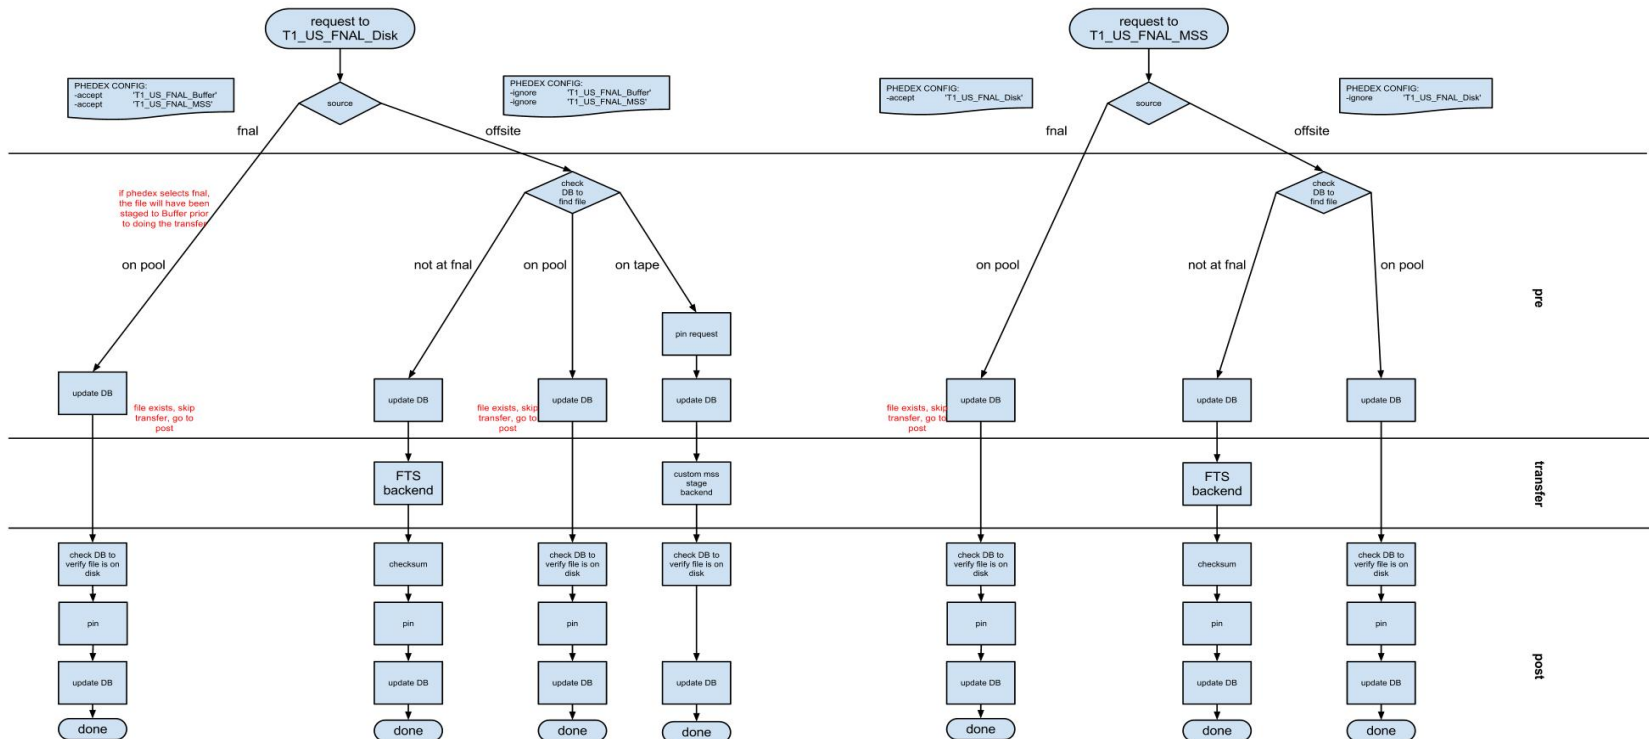 request to
T1_US_FNAL_Disk
request to
T1_US_FNAL_MSS
PHEDEX CONFIG:
-accept 'T1_US_FNAL_Buffer'
-accept 'T1_US_FNAL_MSS'
source
PHEDEX CONFIG:
-ignore 'T1_US_FNAL_Buffer'
-ignore 'T1_US_FNAL_MSS'
PHEDEX CONFIG:
-accept 'T1_US_FNAL_Disk'
source
PHEDEX CONFIG:
-ignore 'T1_US_FNAL_Disk'
fnal
offsite
fnal
offsite
if phedex selects fnal,
the file will have been
staged to Buffer prior
to doing the transfer
check
DB to
find file
check
DB to
find file
on pool
not at fnal
on pool
on tape
on pool
not at fnal
on pool
pre
pin request
update DB
update DB
update DB
update DB
update DB
update DB
update DB
file exists, skip
transfer, go to
post
file exists, skip
transfer, go to
post
file exists, skip
transfer, go to
post
FTS
backend
custom mss
stage
backend
FTS
backend
transfer
check DB to
verify file is on
disk
checksum
check DB to
verify file is on
disk
check DB to
verify file is on
disk
check DB to
verify file is on
disk
checksum
check DB to
verify file is on
disk
pin
pin
pin
pin
pin
pin
post
update DB
update DB
update DB
update DB
update DB
update DB
update DB
done
done
done
done
done
done
done